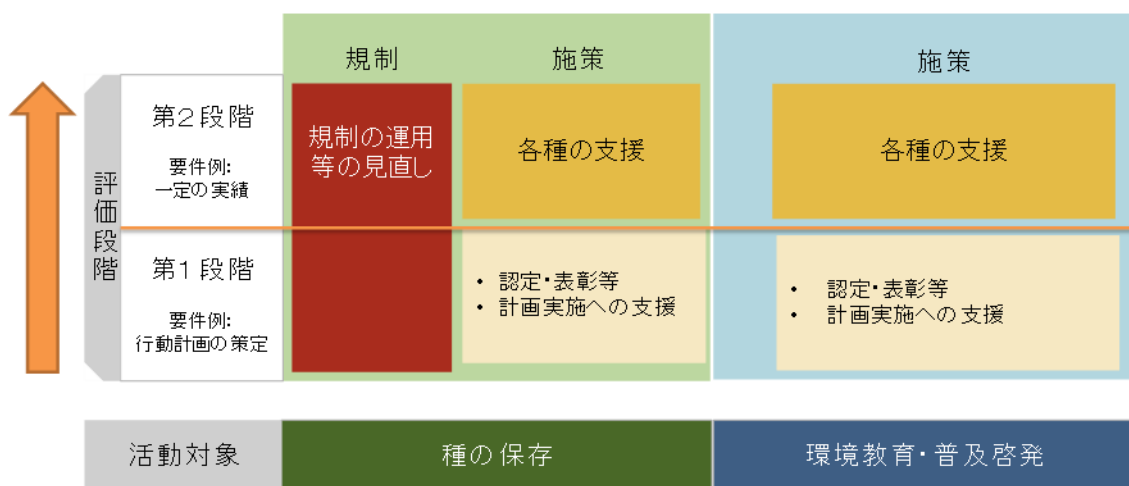 規制
施策
施策
評価段階
第2段階
要件例:
一定の実績
規制の運用
等の見直し
各種の支援
各種の支援
第1段階
要件例:
行動計画の策定
• 認定・表彰等
• 計画実施への支援
• 認定・表彰等
• 計画実施への支援
活動対象
種の保存
環境教育・普及啓発